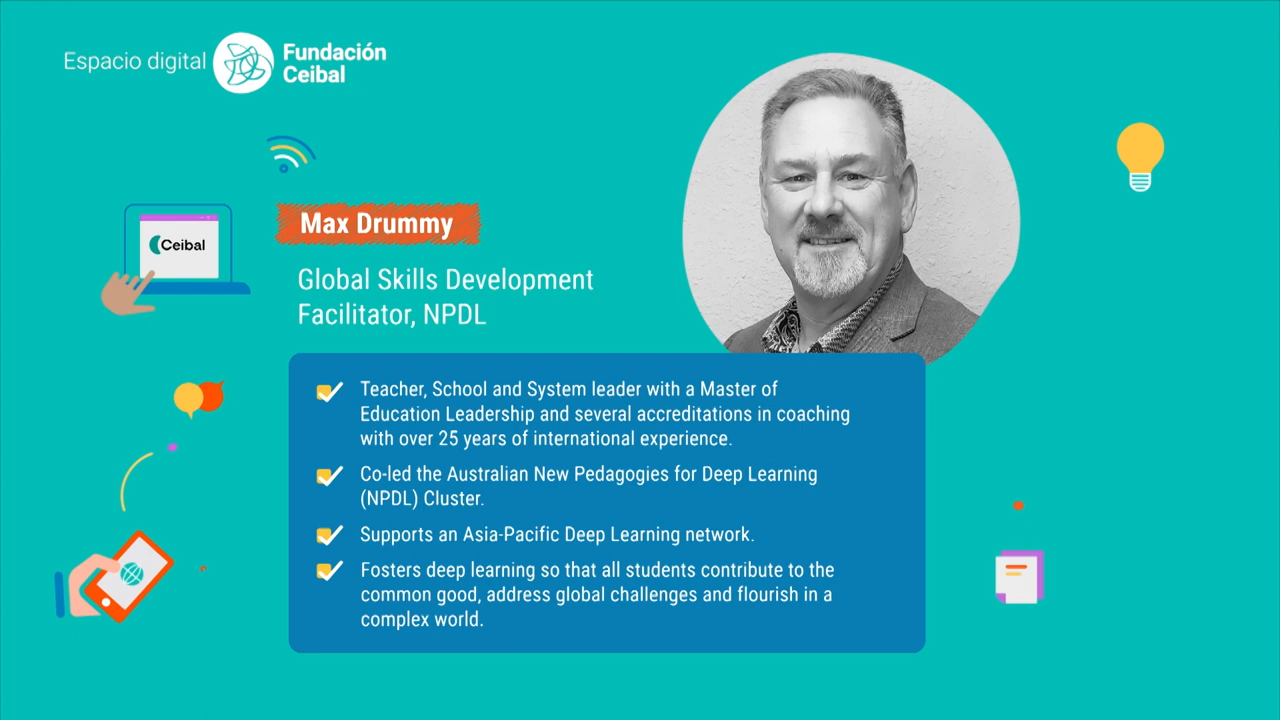 Espacio digital
Fundación
Ceibal
Ceibal
Max Drummy
Global Skills Development
Facilitator, NPDL
Teacher, School and System leader with a Master of
Education Leadership and several accreditations in coaching
with over 25 years of international experience.
Co-led the Australian New Pedagogies for Deep Learning
(NPDL) Cluster.
Supports an Asia-Pacific Deep Learning network.
Fosters deep learning so that all students contribute to the
common good, address global challenges and flourish in a
complex world.